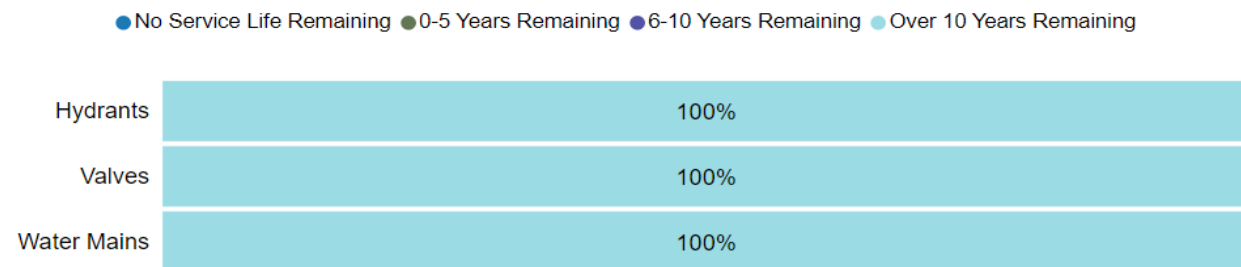 No Service Life Remaining 0-5 Years Remaining 6-10 Years Remaining Over 10 Years Remaining
Hydrants 100%
Valves 100%
Water Mains 100%